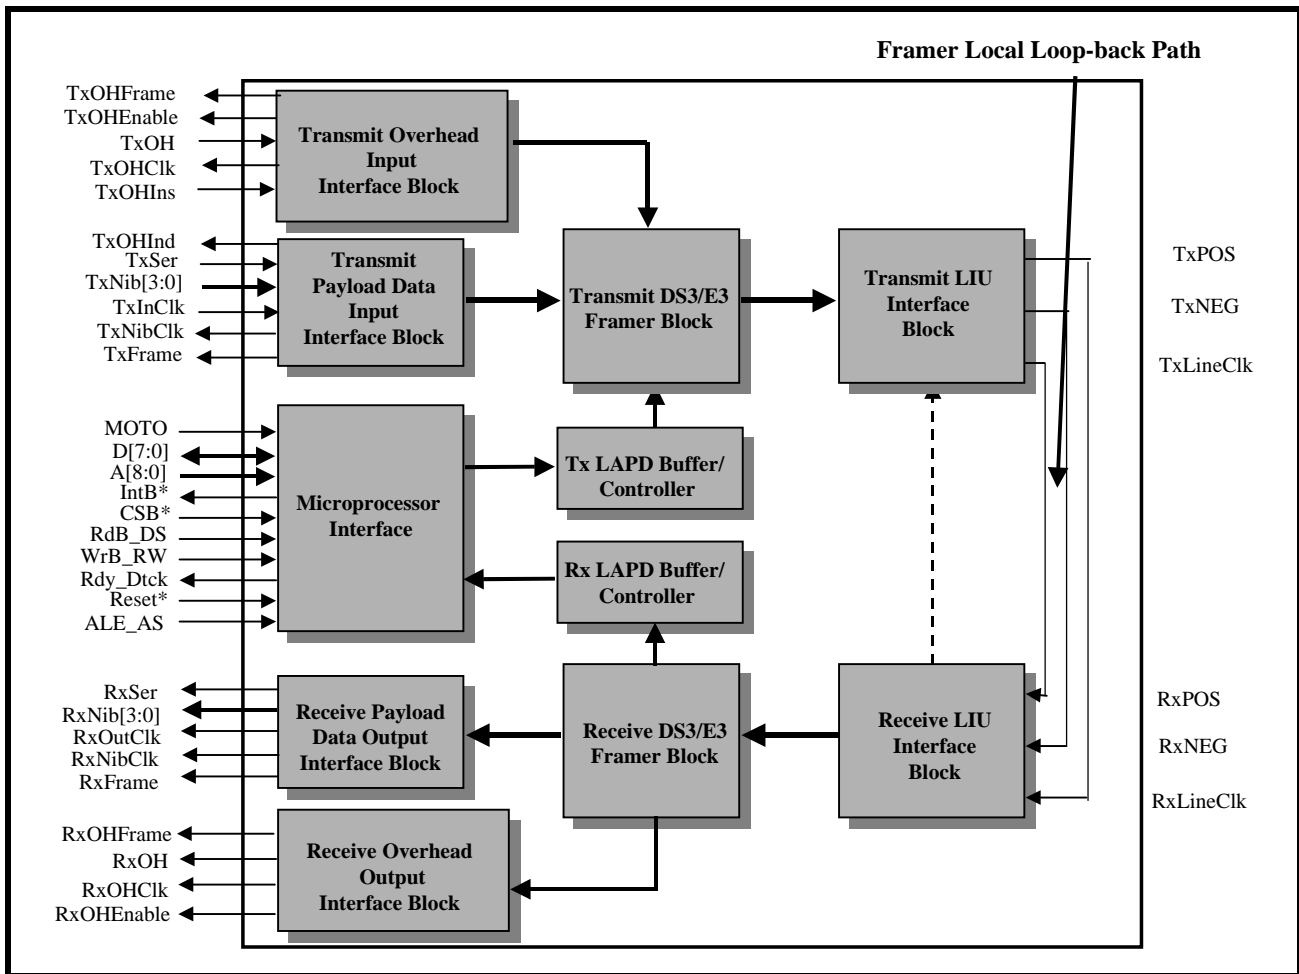 Framer Local Loop-back Path
TxOHFrame
TxOHEnable
TxOH
TxOHClk
TxOHIns
Transmit Overhead
Input
Interface Block
TxOHInd
TxSer
TxNib[3:0]
TxInClk
TxNibClk
TxFrame
Transmit
Payload Data
Input
Interface Block
Transmit DS3/E3
Framer Block
Transmit LIU
Interface
Block
TxPOS
TxNEG
TxLineClk
MOTO
D[7:0]
A[8:0]
IntB*
CSB*
RdB_DS
WrB_RW
Rdy_Dtck
Reset*
ALE_AS
Microprocessor
Interface
Tx LAPD Buffer/
Controller
Rx LAPD Buffer/
Controller
RxSer
RxNib[3:0]
RxOutClk
RxNibClk
RxFrame
Receive Payload
Data Output
Interface Block
Receive DS3/E3
Framer Block
Receive LIU
Interface
Block
RxPOS
RxNEG
RxLineClk
RxOHFrame
RxOH
RxOHClk
RxOHEnable
Receive Overhead
Output
Interface Block